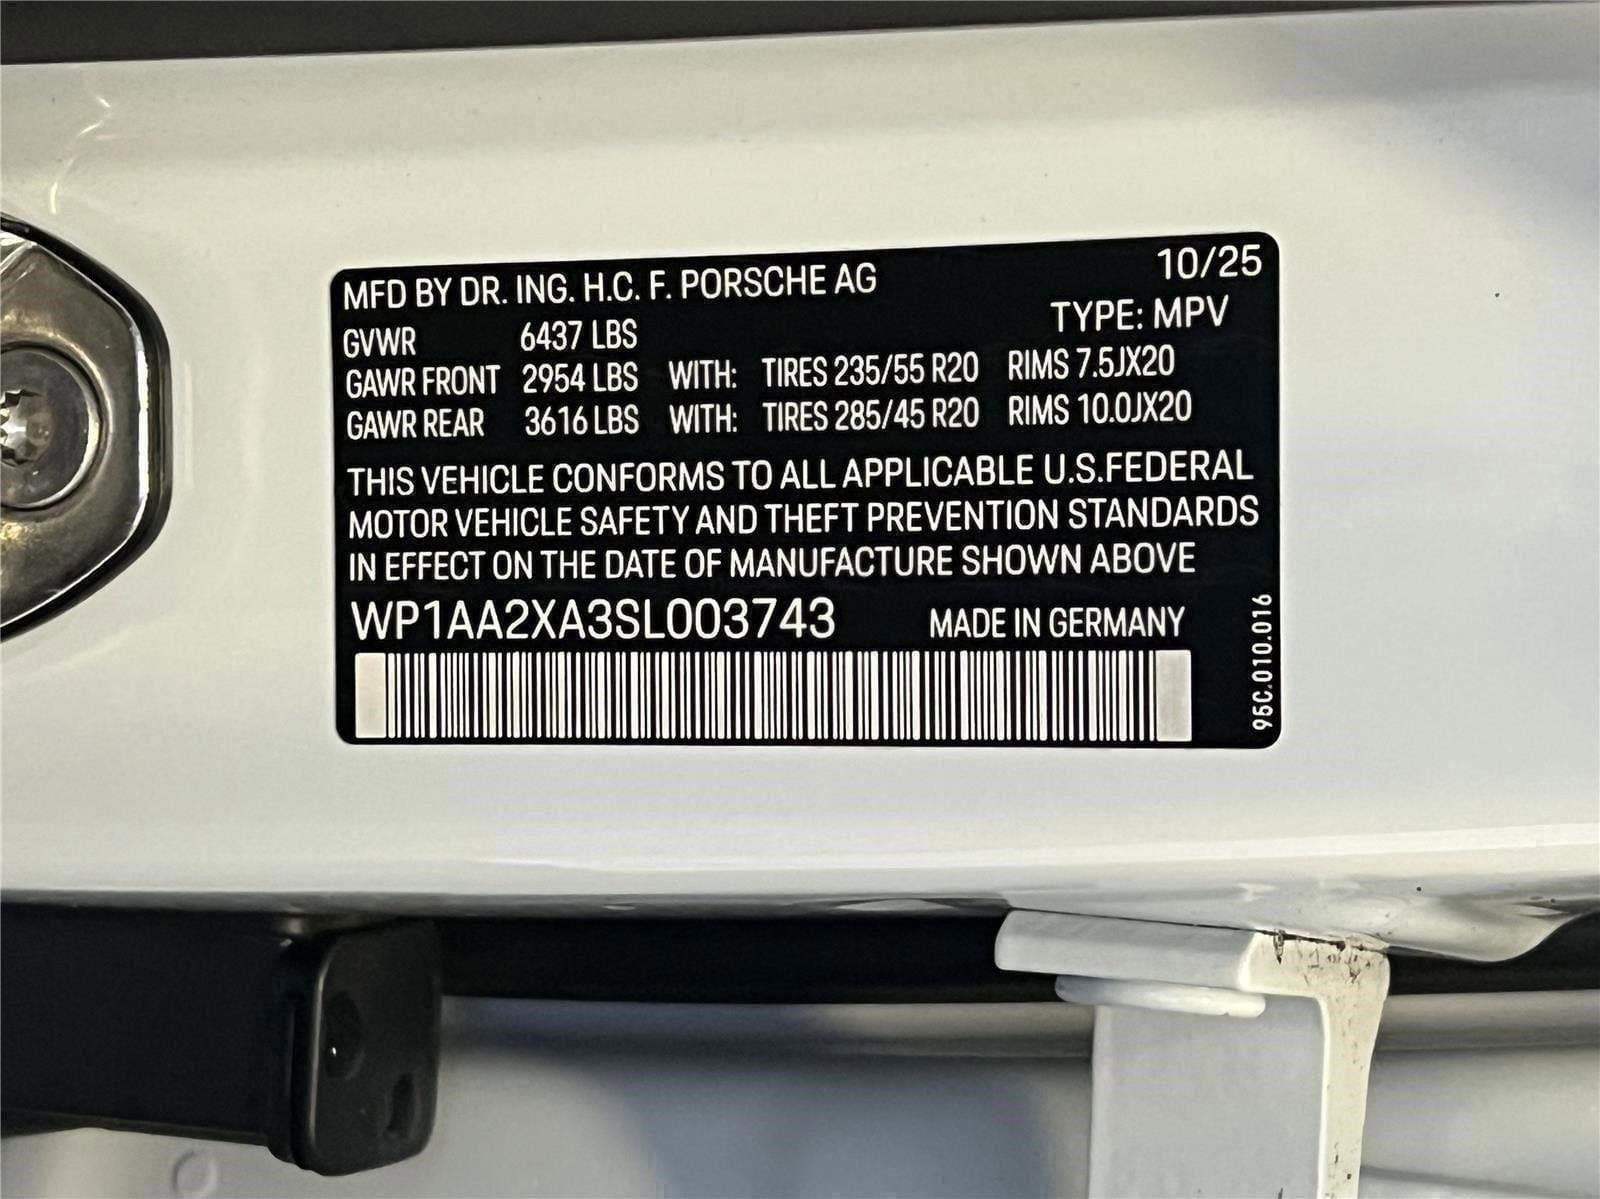 MFD BY DR. ING. H.C. F. PORSCHE AG 10/25
GVWR 6437 LBS TYPE: MPV
GAWR FRONT 2954 LBS WITH: TIRES 235/55 R20 RIMS 7.5JX20
GAWR REAR 3616 LBS WITH: TIRES 285/45 R20 RIMS 10.0JX20
THIS VEHICLE CONFORMS TO ALL APPLICABLE U.S.FEDERAL
MOTOR VEHICLE SAFETY AND THEFT PREVENTION STANDARDS
IN EFFECT ON THE DATE OF MANUFACTURE SHOWN ABOVE
WP1AA2XA3SL003743 MADE IN GERMANY
95C.010.016